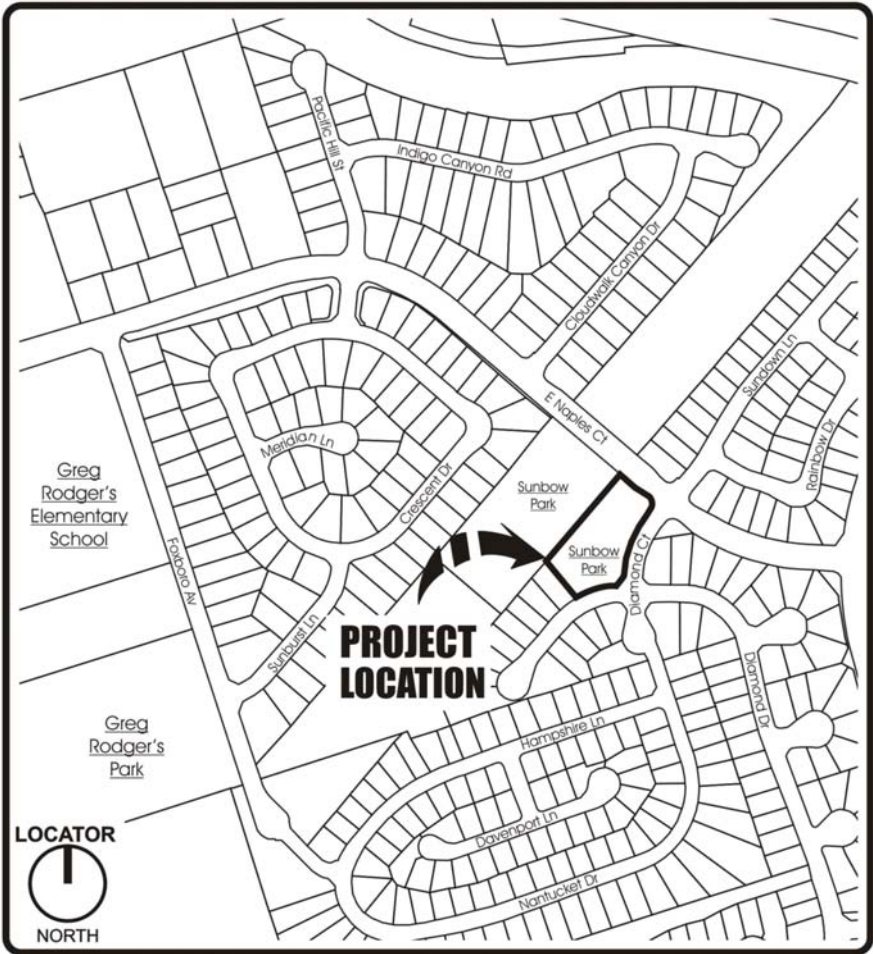 Pacific Hill St
Indigo Canyon Rd
Cloudwalk Canyon Dr
Sundown Ln
E Naples Ct
Rainbow Dr
Meridian Ln
Crescent Dr
Greg
Rodger's
Elementary
School
Sunbow
Park
Sunbow
Park
Foxboro Av
Diamond Ct
Sunburst Ln
PROJECT
LOCATION
Diamond Dr
Greg
Rodger's
Park
Hampshire Ln
Davenport Ln
Nantucket Dr
LOCATOR
NORTH